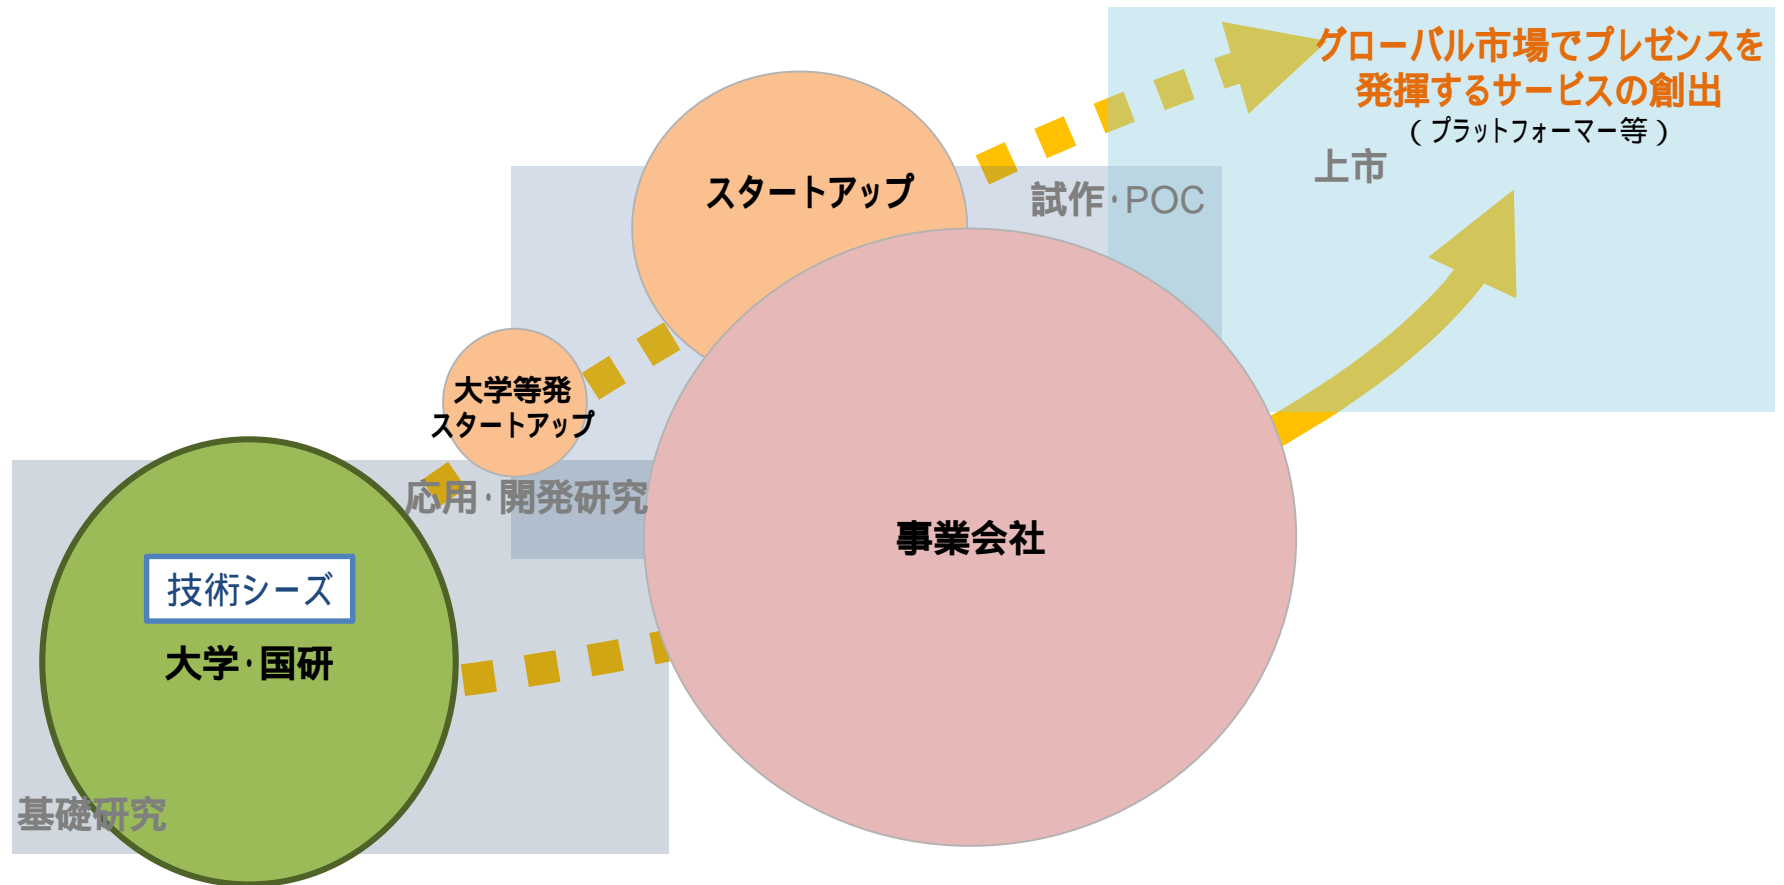 グローバル市場でプレゼンスを
発揮するサービスの創出
（プラットフォーマー等）
上市
試作・POC
スタートアップ
大学等発
スタートアップ
応用・開発研究
事業会社
技術シーズ
大学・国研
基礎研究